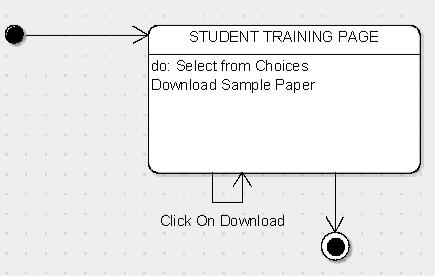 STUDENT TRAINING PAGE
do: Select from Choices
Download Sample Paper
Click On Download